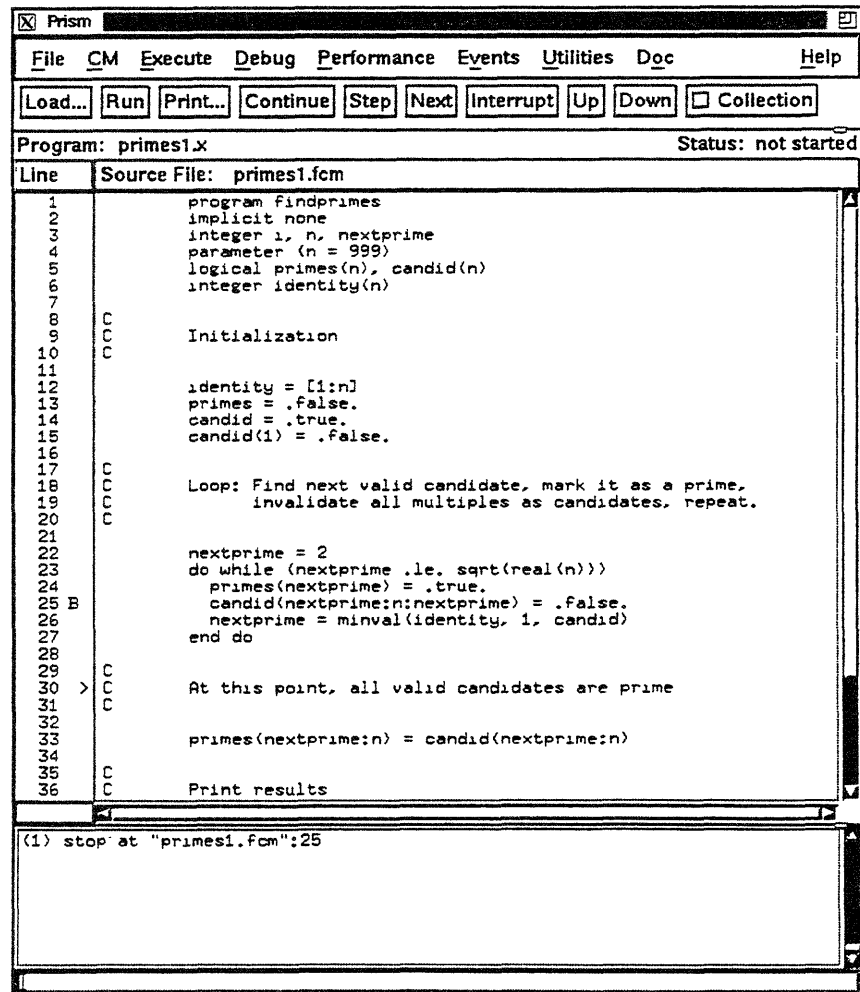 Prism
File CM Execute Debug Performance Events Utilities Doc Help
Load... Run Print... Continue Step Next Interrupt Up Down Collection
Program: primes1.x Status: not started
Line Source File: primes1.fcm
1 program findprimes
2 implicit none
3 integer i, n, nextprime
4 parameter (n = 999)
5 logical primes(n), candid(n)
6 integer identity(n)
7
8 C
9 C Initialization
10 C
11
12 identity = [1:n]
13 primes = .false.
14 candid = .true.
15 candid(1) = .false.
16
17 C
18 C Loop: Find next valid candidate, mark it as a prime,
19 C invalidate all multiples as candidates, repeat.
20 C
21
22 nextprime = 2
23 do while (nextprime .le. sqrt(real(n)))
24 primes(nextprime) = .true.
25 B candid(nextprime:n:nextprime) = .false.
26 nextprime = minval(identity, 1, candid)
27 end do
28
29 C
30 > C At this point, all valid candidates are prime
31 C
32
33 primes(nextprime:n) = candid(nextprime:n)
34
35 C
36 C Print results
(1) stop at "primes1.fcm":25